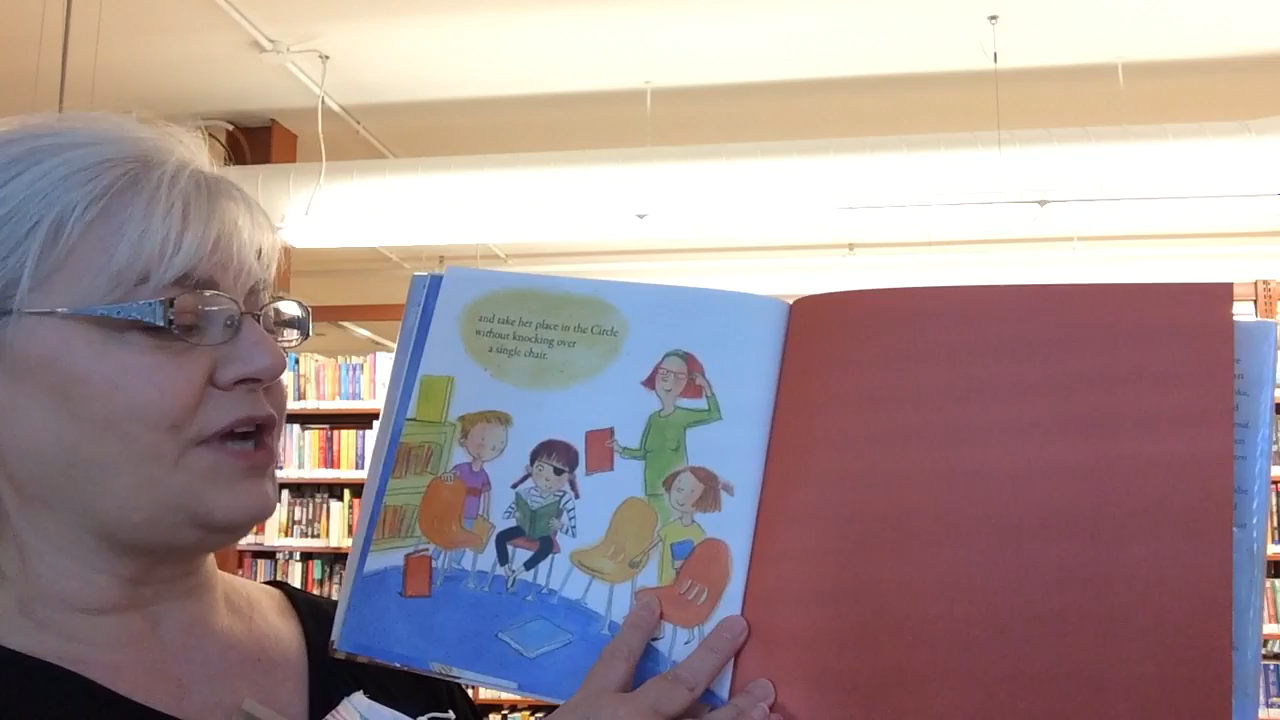 and take her place in the Circle
without knocking over
a single chair.